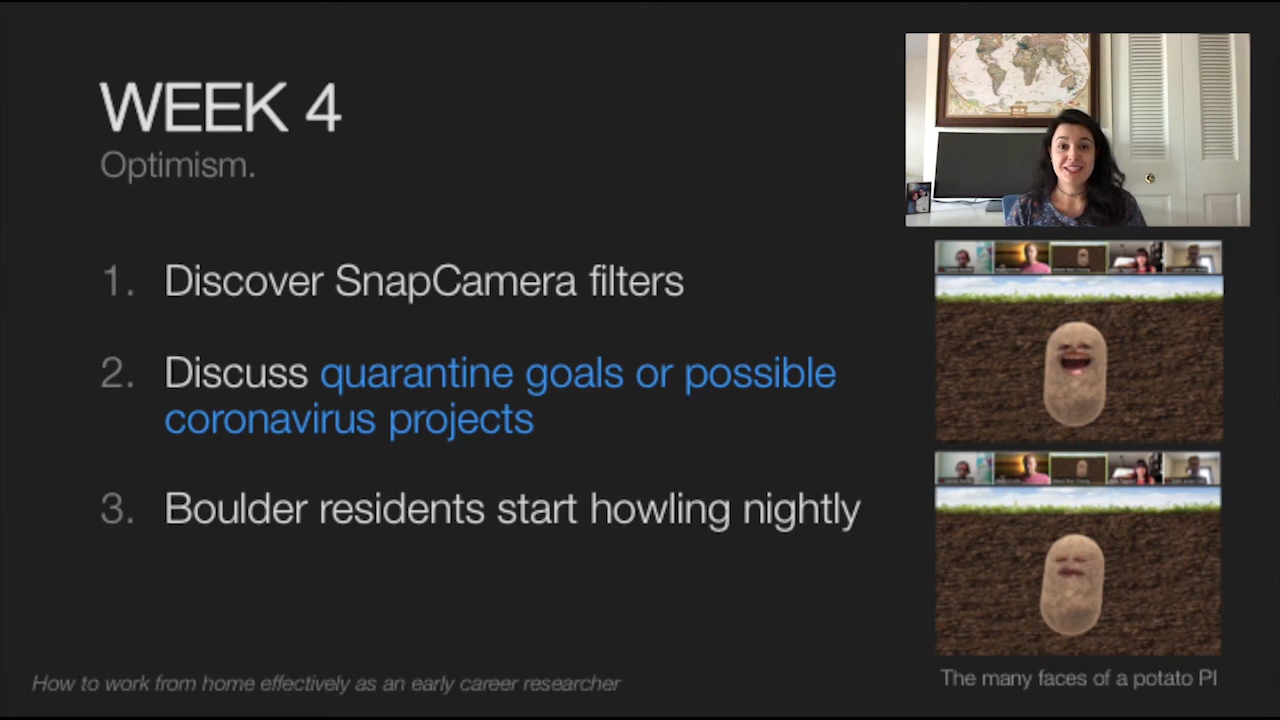 WEEK 4
Optimism.
1. Discover SnapCamera filters
2. Discuss quarantine goals or possible
coronavirus projects
3. Boulder residents start howling nightly
How to work from home effectively as an early career researcher
The many faces of a potato PI